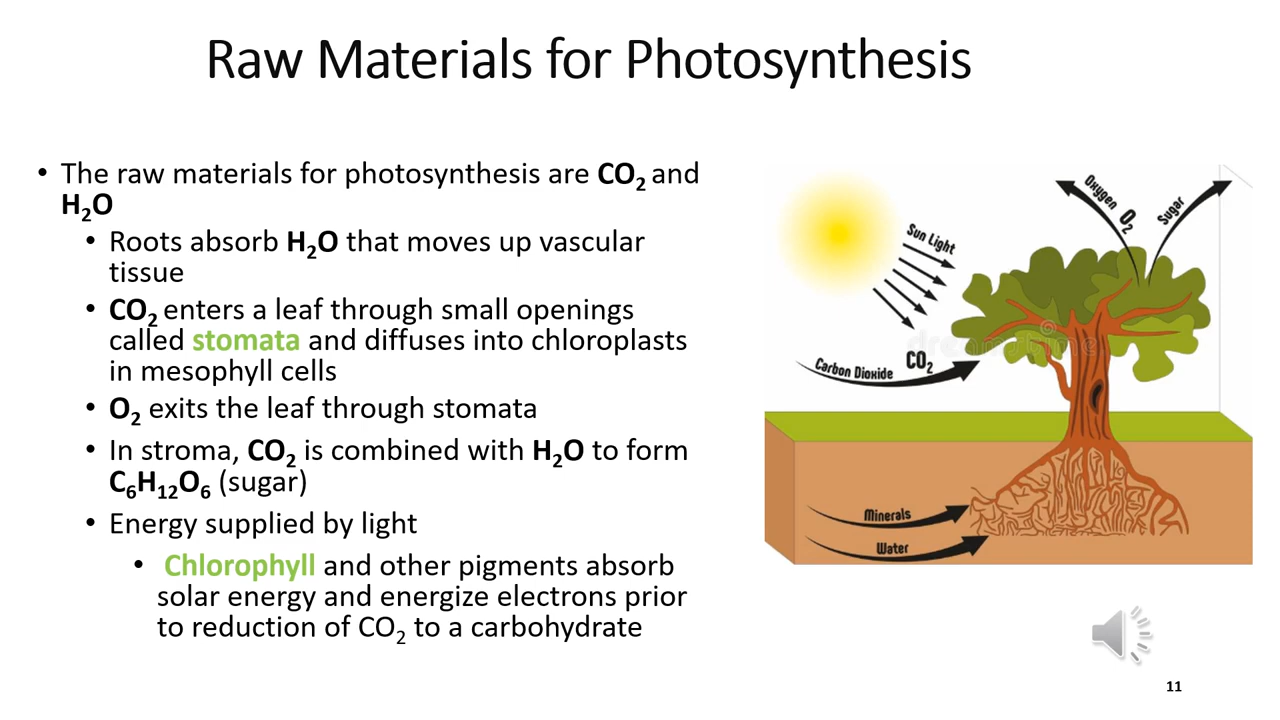 Raw Materials for Photosynthesis
• The raw materials for photosynthesis are CO₂ and
H₂O
• Roots absorb H₂O that moves up vascular
tissue
• CO₂ enters a leaf through small openings
called stomata and diffuses into chloroplasts
in mesophyll cells
• O₂ exits the leaf through stomata
• In stroma, CO₂ is combined with H₂O to form
C₆H₁₂O₆ (sugar)
• Energy supplied by light
• Chlorophyll and other pigments absorb
solar energy and energize electrons prior
to reduction of CO₂ to a carbohydrate
Sun Light
Oxygen O₂
Sugar
Carbon Dioxide CO₂
dreamstime
Minerals
Water
11